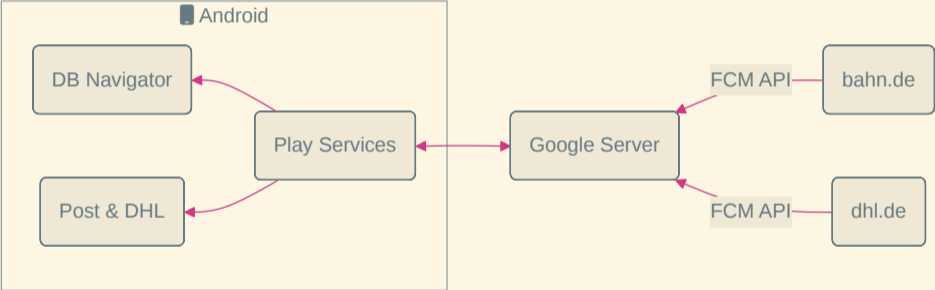 Android
DB Navigator
Play Services
Post & DHL
Google Server
FCM API
bahn.de
FCM API
dhl.de